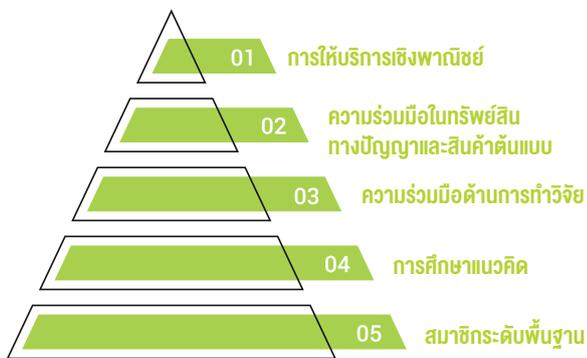 01 การให้บริการเชิงพาณิชย์
02 ความร่วมมือในทรัพย์สิน
ทางปัญญาและสินค้าต้นแบบ
03 ความร่วมมือด้านการทำวิจัย
04 การศึกษาแนวคิด
05 สมาชิกระดับพื้นฐาน